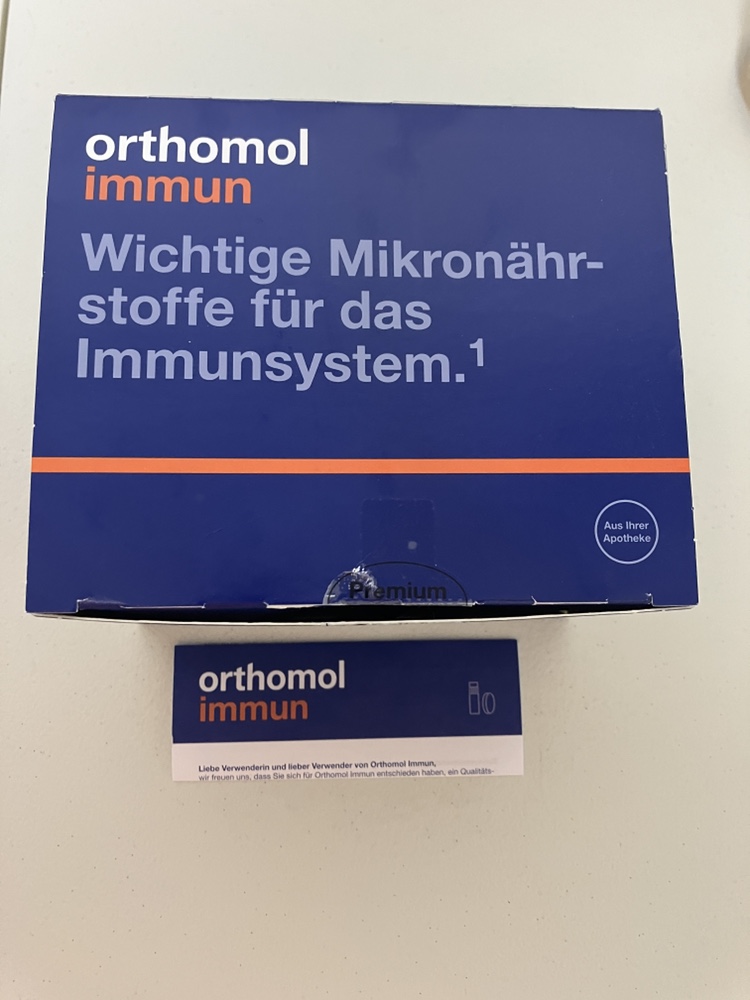 orthomol
immun
Wichtige Mikronähr-
stoffe für das
Immunsystem.¹
Aus Ihrer
Apotheke
Premium
orthomol
immun
Liebe Verwenderin und lieber Verwender von Orthomol Immun,
wir freuen uns, dass Sie sich für Orthomol Immun entschieden haben, ein Qualitäts-